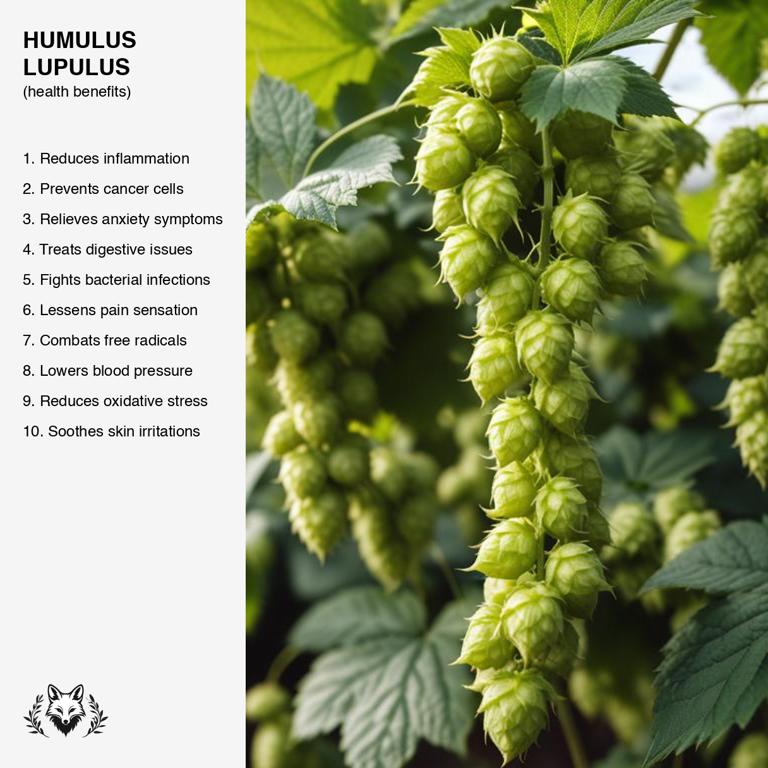 HUMULUS
LUPULUS
(health benefits)
1. Reduces inflammation
2. Prevents cancer cells
3. Relieves anxiety symptoms
4. Treats digestive issues
5. Fights bacterial infections
6. Lessens pain sensation
7. Combats free radicals
8. Lowers blood pressure
9. Reduces oxidative stress
10. Soothes skin irritations